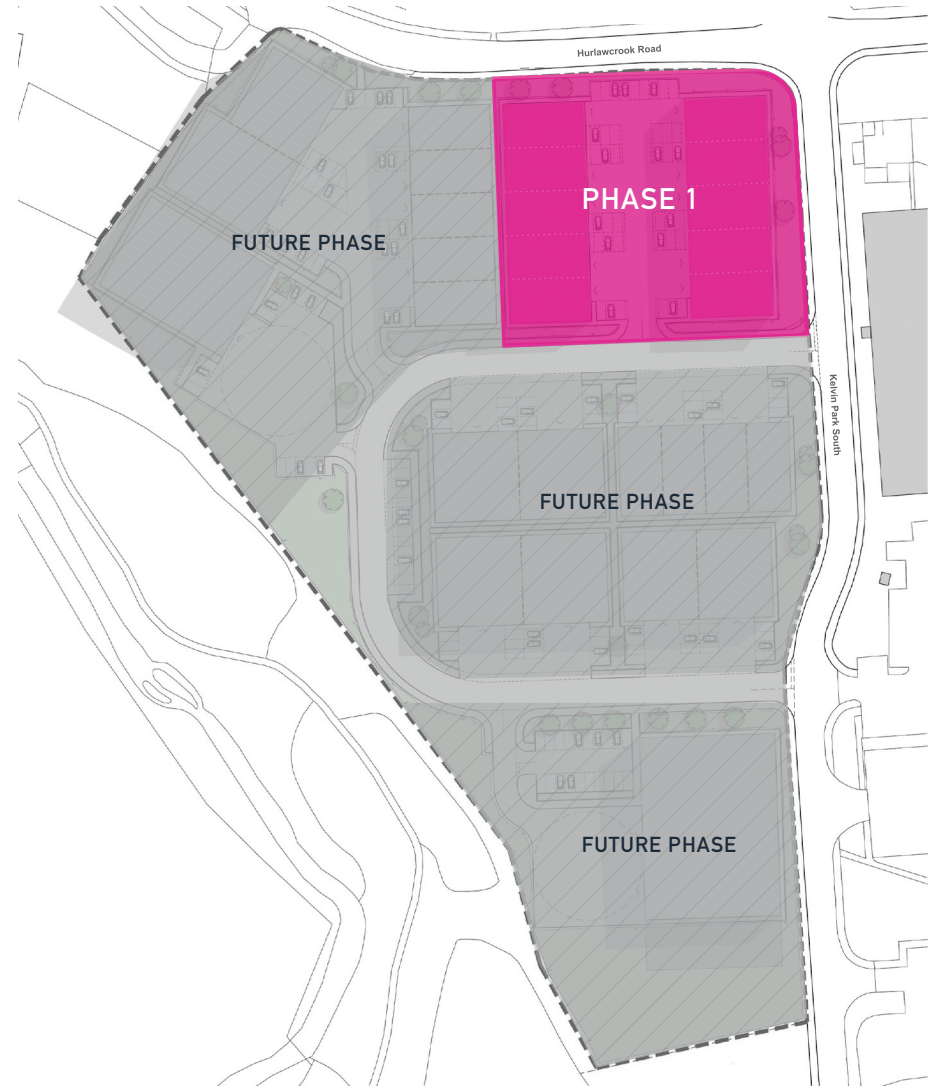 Hurlawcrook Road
PHASE 1
FUTURE PHASE
Kelvin Park South
FUTURE PHASE
FUTURE PHASE